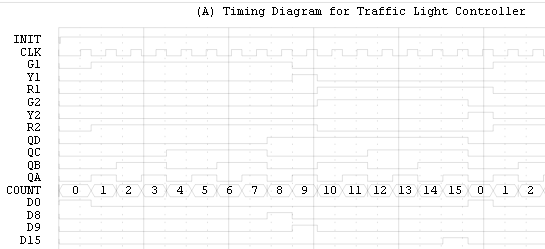 (A) Timing Diagram for Traffic Light Controller
INIT
CLK
G1
Y1
R1
G2
Y2
R2
QD
QC
QB
QA
COUNT 0 1 2 3 4 5 6 7 8 9 10 11 12 13 14 15 0 1 2
D0
D8
D9
D15